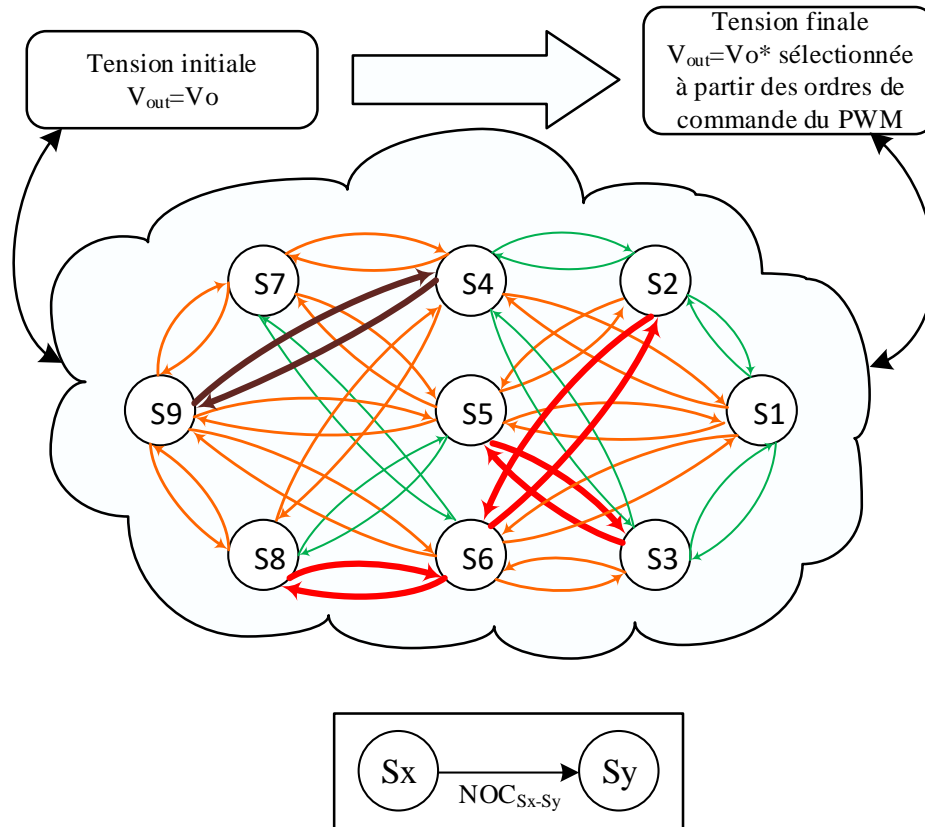 Tension initiale
Vout=Vo
Tension finale
Vout=Vo* sélectionnée
à partir des ordres de
commande du PWM
S7
S4
S2
S9
S5
S1
S8
S6
S3
Sx
Sy
NOCSx-Sy